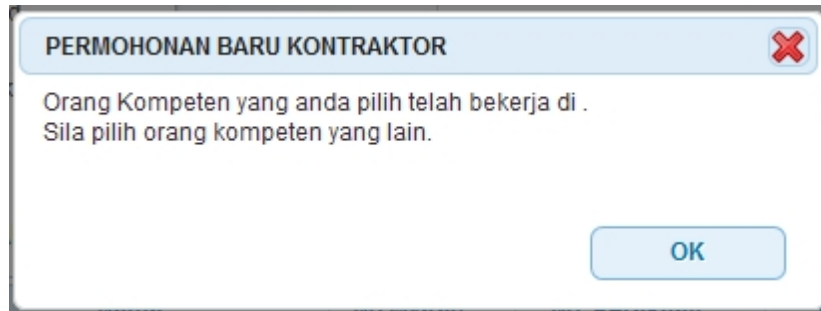 PERMOHONAN BARU KONTRAKTOR
Orang Kompeten yang anda pilih telah bekerja di .
Sila pilih orang kompeten yang lain.
OK